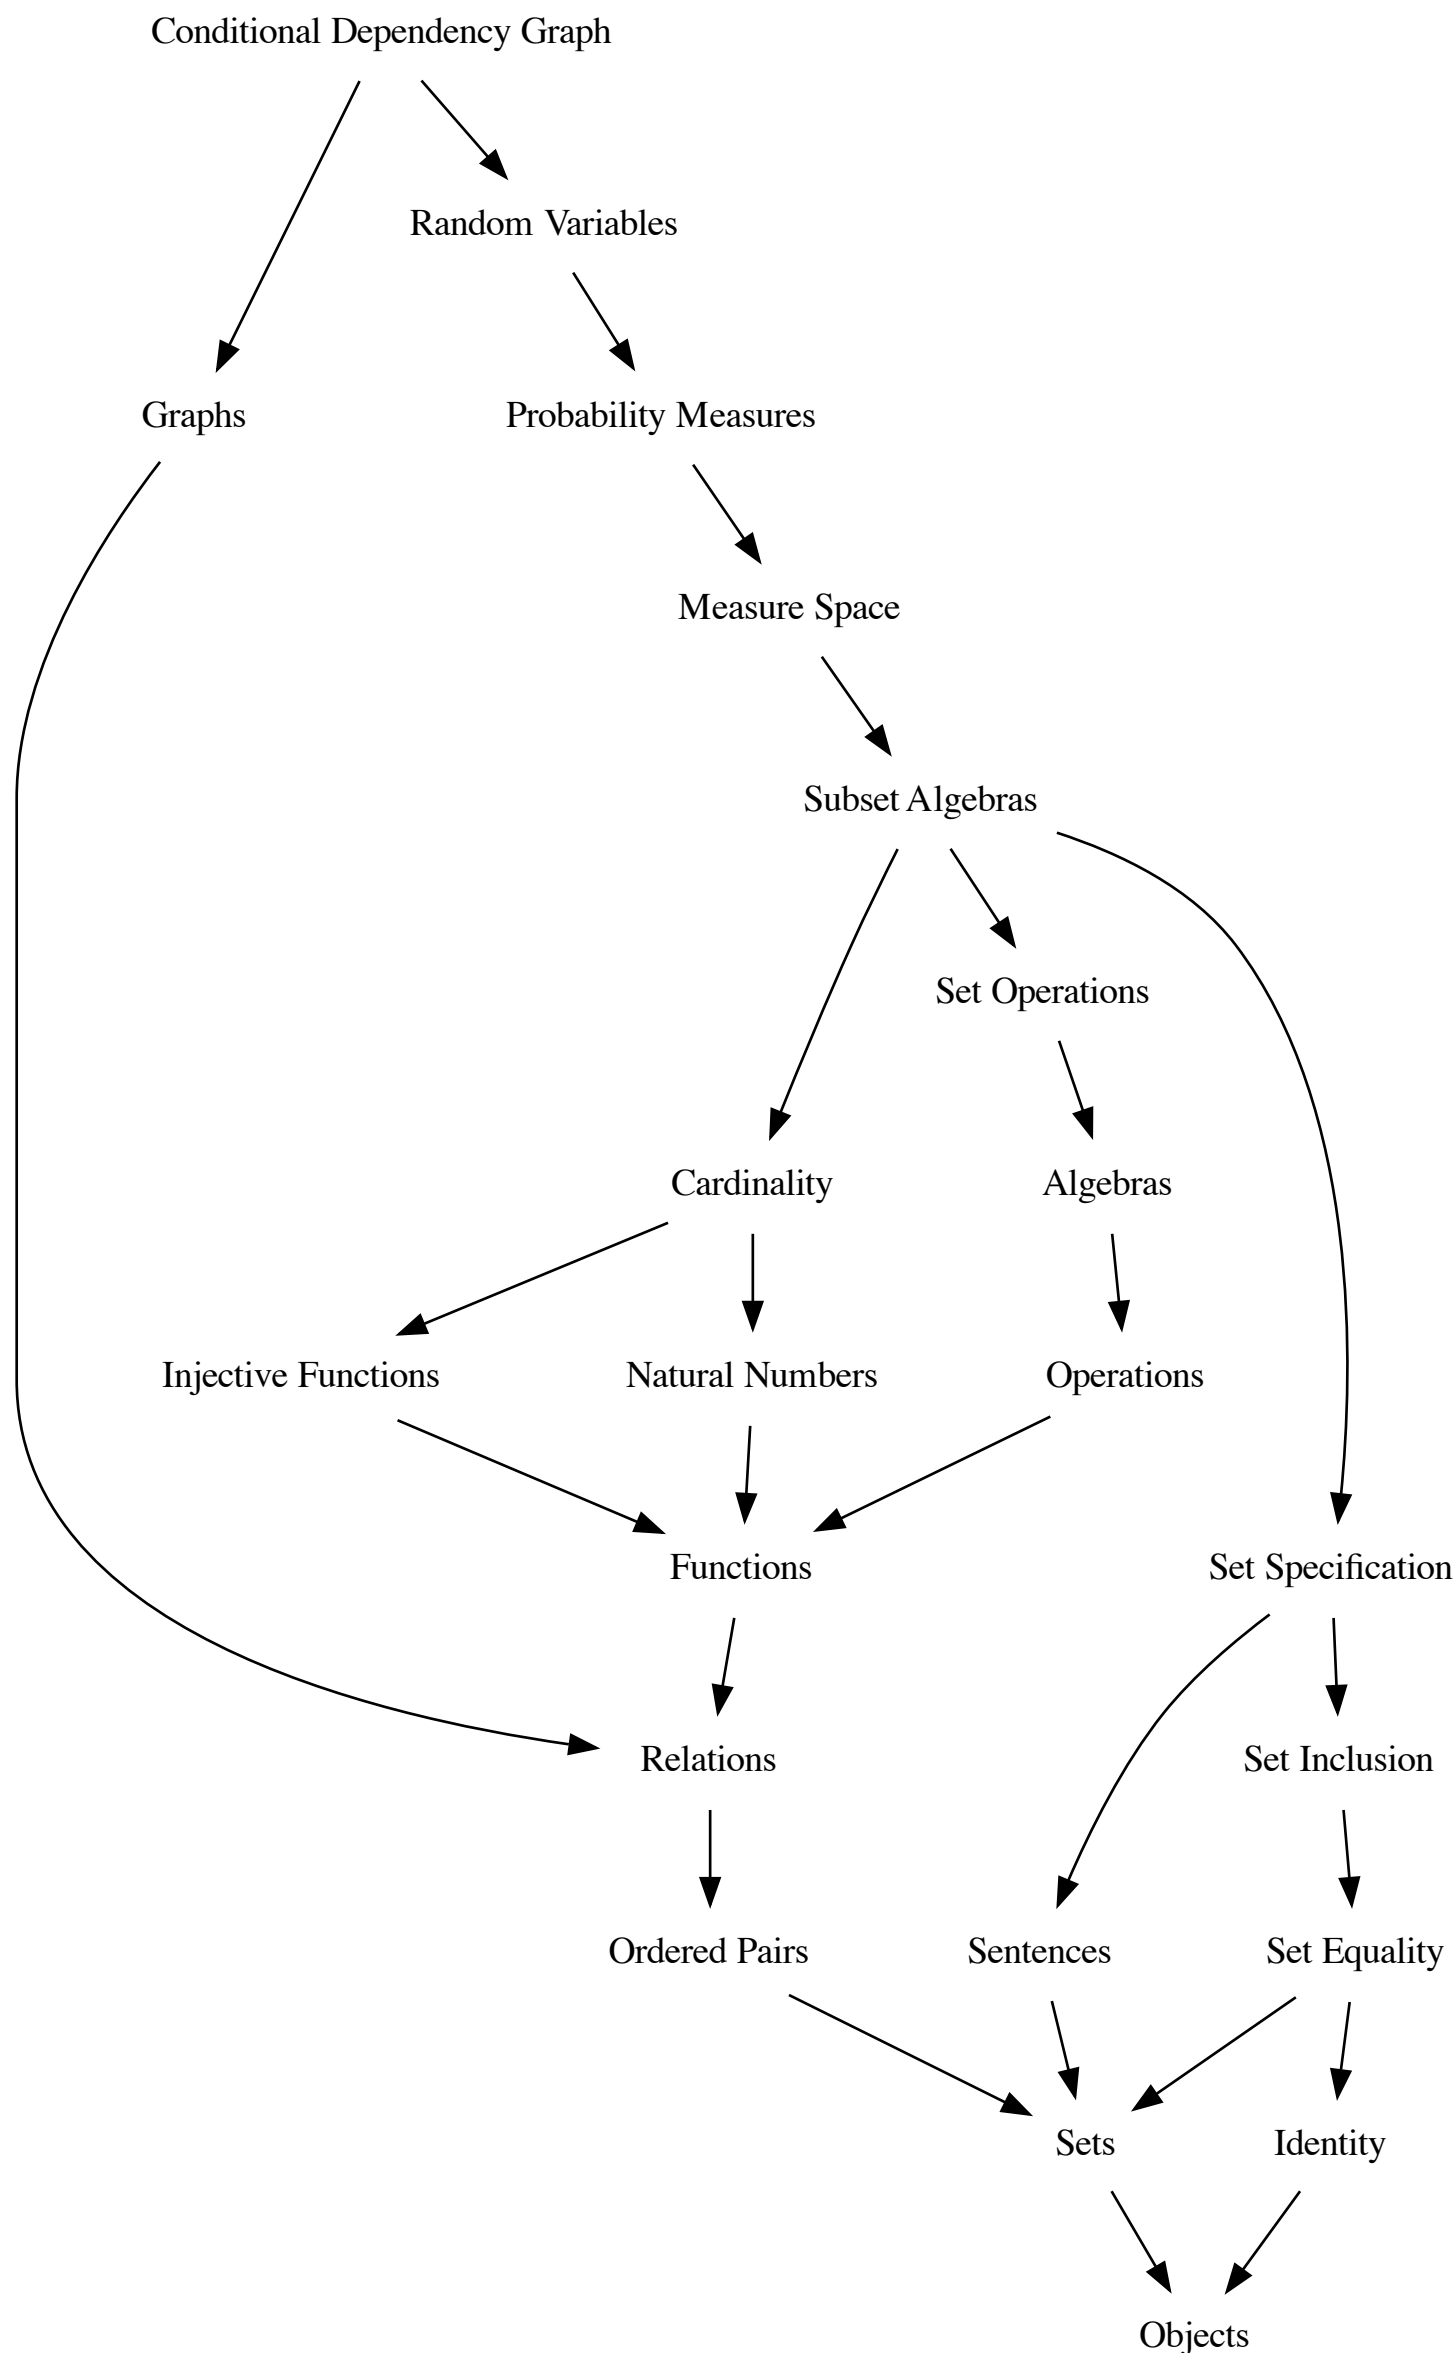 Conditional Dependency Graph
Random Variables
Graphs
Probability Measures
Measure Space
Subset Algebras
Set Operations
Cardinality
Algebras
Injective Functions
Natural Numbers
Operations
Functions
Set Specification
Relations
Set Inclusion
Ordered Pairs
Sentences
Set Equality
Sets
Identity
Objects